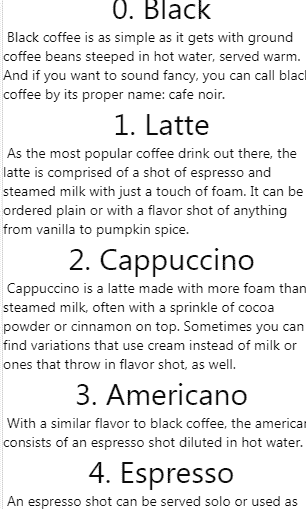 0. Black
Black coffee is as simple as it gets with ground
coffee beans steeped in hot water, served warm.
And if you want to sound fancy, you can call blac
coffee by its proper name: cafe noir.
1. Latte
As the most popular coffee drink out there, the
latte is comprised of a shot of espresso and
steamed milk with just a touch of foam. It can be
ordered plain or with a flavor shot of anything
from vanilla to pumpkin spice.
2. Cappuccino
Cappuccino is a latte made with more foam than
steamed milk, often with a sprinkle of cocoa
powder or cinnamon on top. Sometimes you can
find variations that use cream instead of milk or
ones that throw in flavor shot, as well.
3. Americano
With a similar flavor to black coffee, the america
consists of an espresso shot diluted in hot water.
4. Espresso
An espresso shot can be served solo or used as